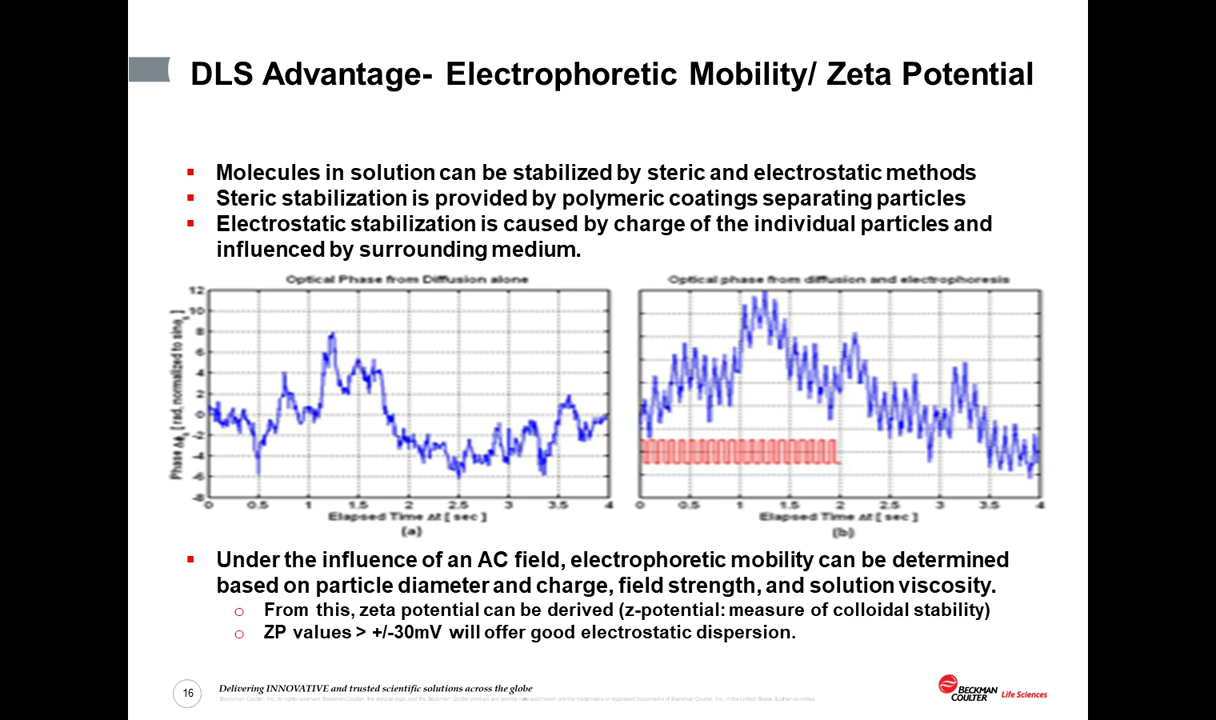 DLS Advantage- Electrophoretic Mobility/ Zeta Potential
Molecules in solution can be stabilized by steric and electrostatic methods
Steric stabilization is provided by polymeric coatings separating particles
Electrostatic stabilization is caused by charge of the individual particles and
influenced by surrounding medium.
Optical Phase from Diffusion alone
Optical phase from diffusion and electrophoresis
12
10
8
6
4
2
0
-2
-4
-6
-8
Phase [ rad, normalized to
0 0.5 1 1.5 2 2.5 3 3.5 4
0 0.5 1 1.5 2 2.5 3 3.5 4
Elapsed Time Δt [ sec ]
Elapsed Time Δt [ sec ]
(a)
(b)
Under the influence of an AC field, electrophoretic mobility can be determined
based on particle diameter and charge, field strength, and solution viscosity.
From this, zeta potential can be derived (z-potential: measure of colloidal stability)
ZP values > +/-30mV will offer good electrostatic dispersion.
16
Delivering INNOVATIVE and trusted scientific solutions across the globe
BECKMAN
COULTER
Life Sciences